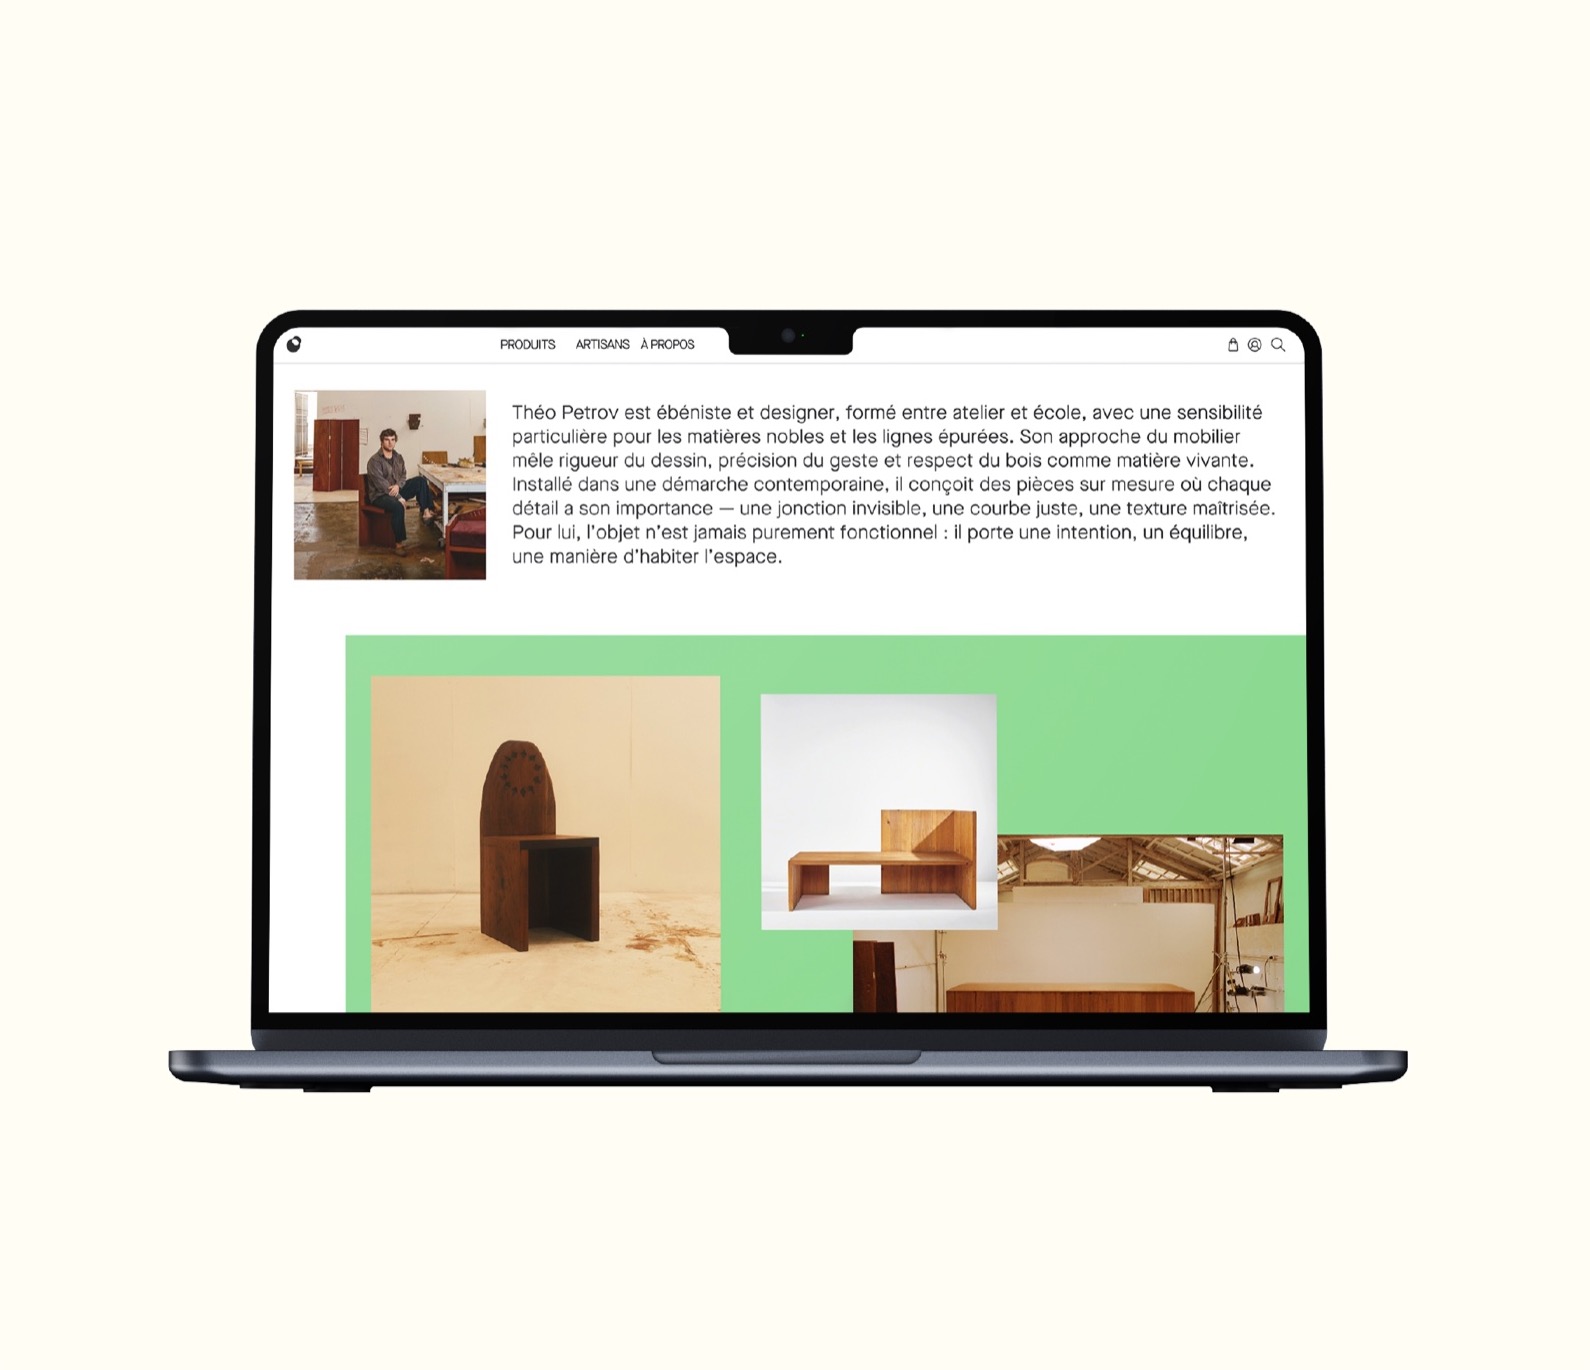 PRODUITS ARTISANS À PROPOS
Théo Petrov est ébéniste et designer, formé entre atelier et école, avec une sensibilité
particulière pour les matières nobles et les lignes épurées. Son approche du mobilier
mêle rigueur du dessin, précision du geste et respect du bois comme matière vivante.
Installé dans une démarche contemporaine, il conçoit des pièces sur mesure où chaque
détail a son importance — une jonction invisible, une courbe juste, une texture maîtrisée.
Pour lui, l’objet n’est jamais purement fonctionnel : il porte une intention, un équilibre,
une manière d’habiter l’espace.